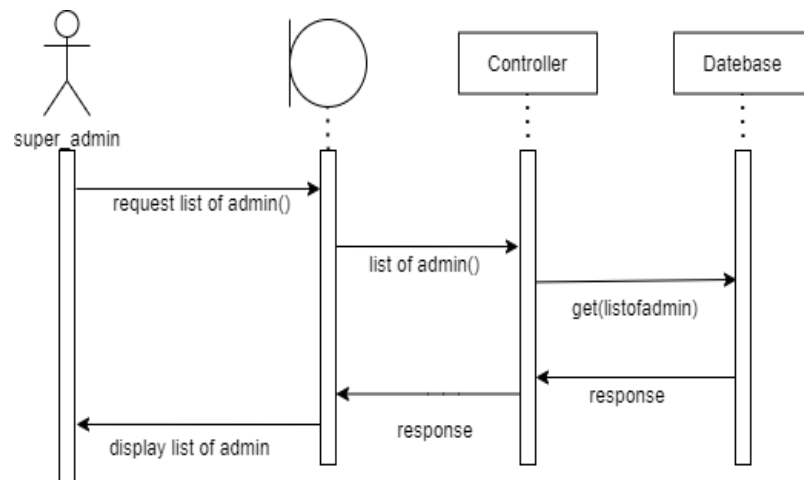 Controller
Datebase
super_admin
request list of admin()
list of admin()
get(listofadmin)
response
response
display list of admin